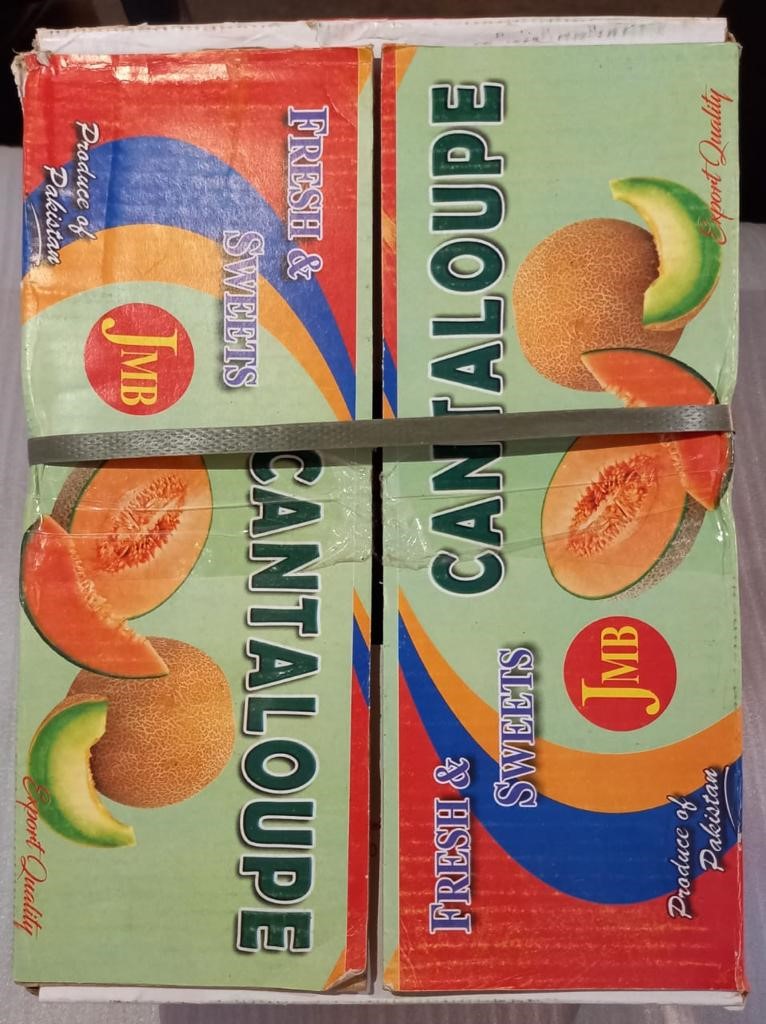 FRESH &
SWEETS
Produce of
Pakistan
JMB
CANTALOUPE
Export Quality
CANTALOUPE
Export Quality
JMB
FRESH &
SWEETS
Produce of
Pakistan